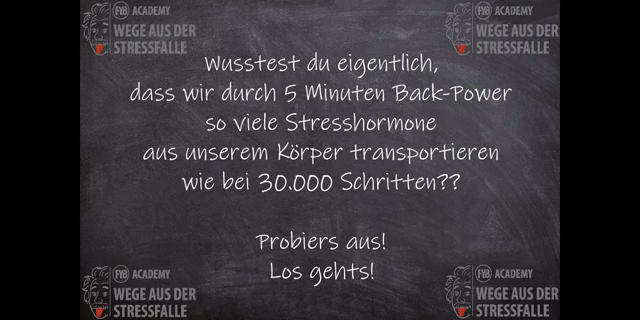 FYB ACADEMY
WEGE AUS DER
STRESSFALLE
FYB ACADEMY
WEGE AUS DER
STRESSFALLE
Wusstest du eigentlich,
dass wir durch 5 Minuten Back-Power
so viele Stresshormone
aus unserem Körper transportieren
wie bei 30.000 Schritten??
Probiers aus!
Los gehts!
FYB ACADEMY
WEGE AUS DER
STRESSFALLE
FYB ACADEMY
WEGE AUS DER
STRESSFALLE